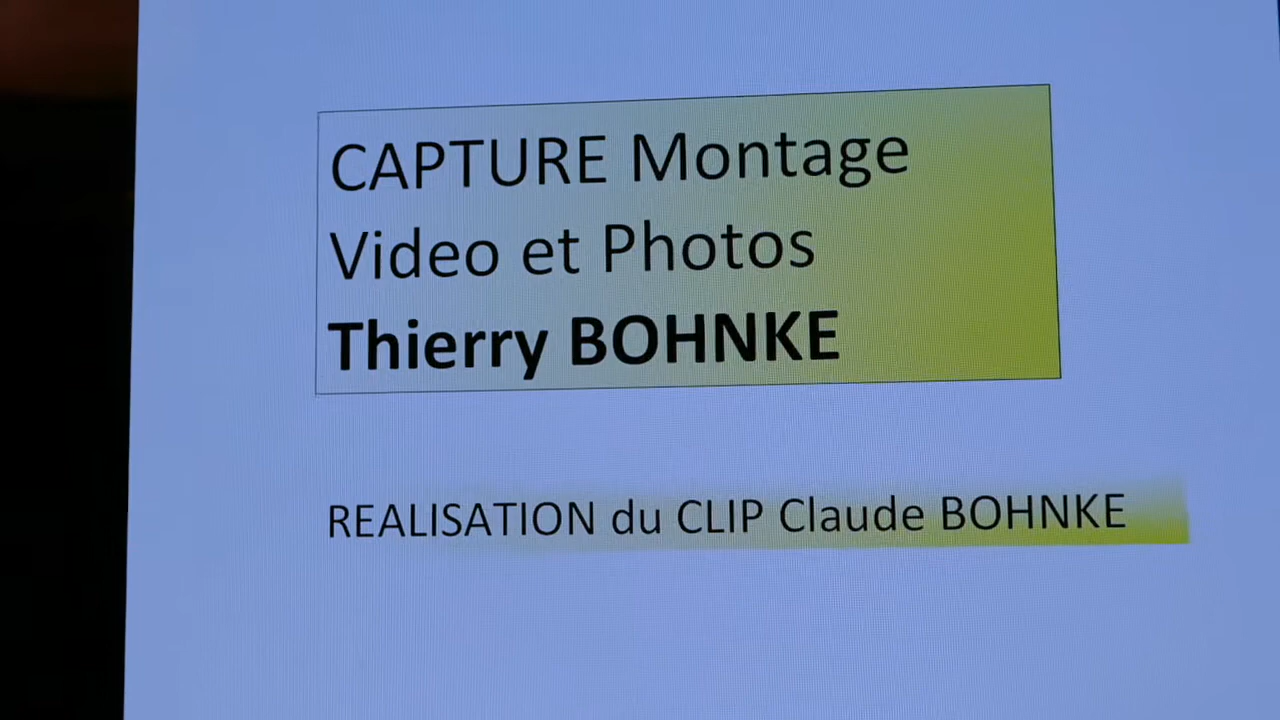 CAPTURE Montage
Video et Photos
Thierry BOHNKE
REALISATION du CLIP Claude BOHNKE